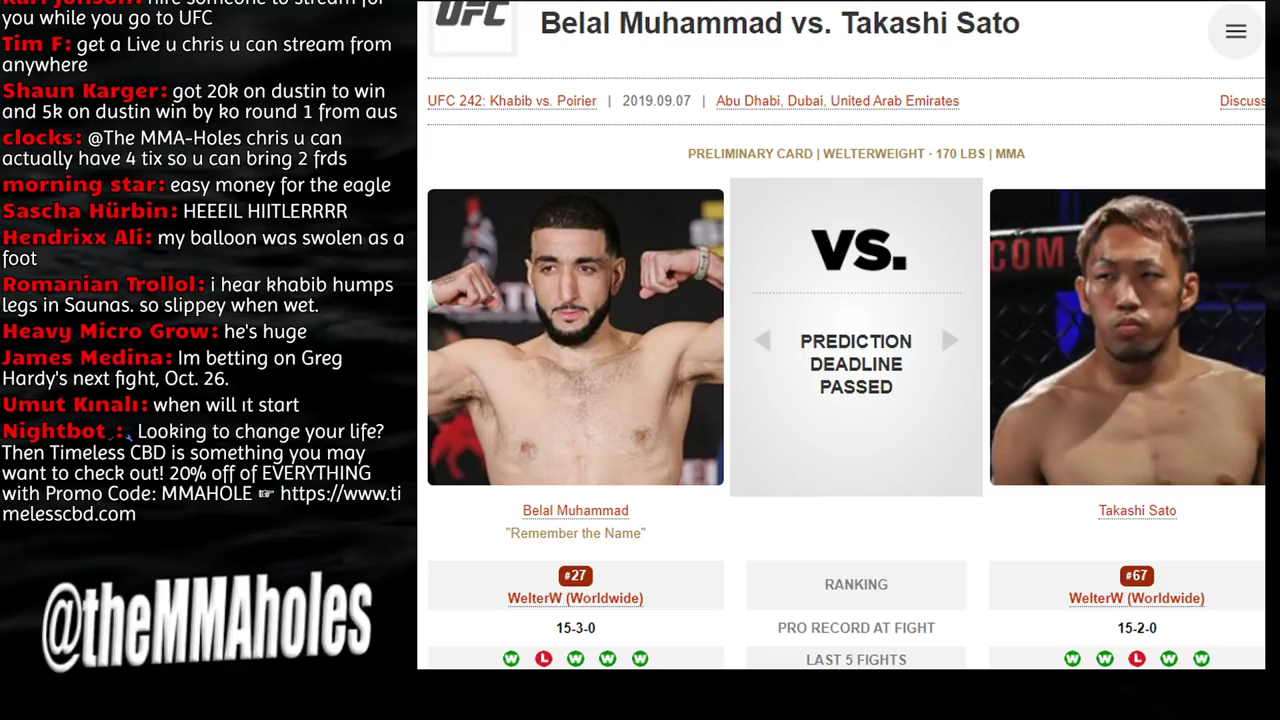 you while you go to UFC
Tim F: get a Live u chris u can stream from
anywhere
Shaun Karger: got 20k on dustin to win
and 5k on dustin win by ko round 1 from aus
clocks: @The MMA-Holes chris u can
actually have 4 tix so u can bring 2 frds
morning star: easy money for the eagle
Sascha Hürbin: HEEEIL HIITLERRRR
Hendrixx Ali: my balloon was swolen as a
foot
Romanian Trollol: i hear khabib humps
legs in Saunas. so slippey when wet.
Heavy Micro Grow: he's huge
James Medina: Im betting on Greg
Hardy's next fight, Oct. 26.
Umut Kınalı: when will ıt start
Nightbot : Looking to change your life?
Then Timeless CBD is something you may
want to check out! 20% off of EVERYTHING
with Promo Code: MMAHOLE ☞ https://www.ti
melesscbd.com
@theMMAholes
UFC
Belal Muhammad vs. Takashi Sato
UFC 242: Khabib vs. Poirier | 2019.09.07 | Abu Dhabi, Dubai, United Arab Emirates
Discuss
PRELIMINARY CARD | WELTERWEIGHT · 170 LBS | MMA
VS.
PREDICTION
DEADLINE
PASSED
.COM
Belal Muhammad
Takashi Sato
"Remember the Name"
#27
RANKING
#67
WelterW (Worldwide)
WelterW (Worldwide)
15-3-0
PRO RECORD AT FIGHT
15-2-0
W L W W W
LAST 5 FIGHTS
W W L W W